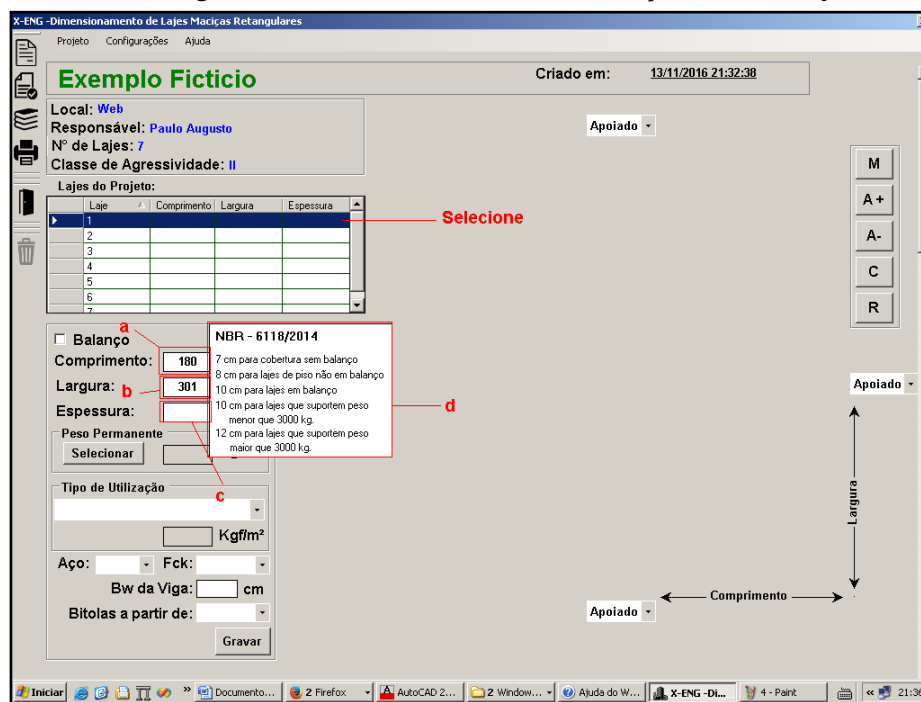 X-ENG -Dimensionamento de Lajes Maciças Retangulares
Projeto Configurações Ajuda
Exemplo Ficticio
Criado em: 13/11/2016 21:32:38
Local: Web
Responsável: Paulo Augusto
N° de Lajes: 7
Classe de Agressividade: II
Apoiado
Lajes do Projeto:
Laje Comprimento Largura Espessura
1
2
3
4
5
6
7
Selecione
M
A +
A-
C
R
a
Balanço
Comprimento: 180
Largura: b 301
Espessura:
NBR - 6118/2014
7 cm para cobertura sem balanço
8 cm para lajes de piso não em balanço
10 cm para lajes em balanço
10 cm para lajes que suportem peso
menor que 3000 kg.
12 cm para lajes que suportem peso
maior que 3000 kg.
d
Apoiado
Peso Permanente
Selecionar
c
Tipo de Utilização
Kgf/m²
Largura
Aço: Fck:
Bw da Viga: cm
Bitolas a partir de:
Gravar
Comprimento
Apoiado
Iniciar » Documento... 2 Firefox AutoCAD 2... 2 Window... Ajuda do W... X-ENG -Di... 4 - Paint « 21:36